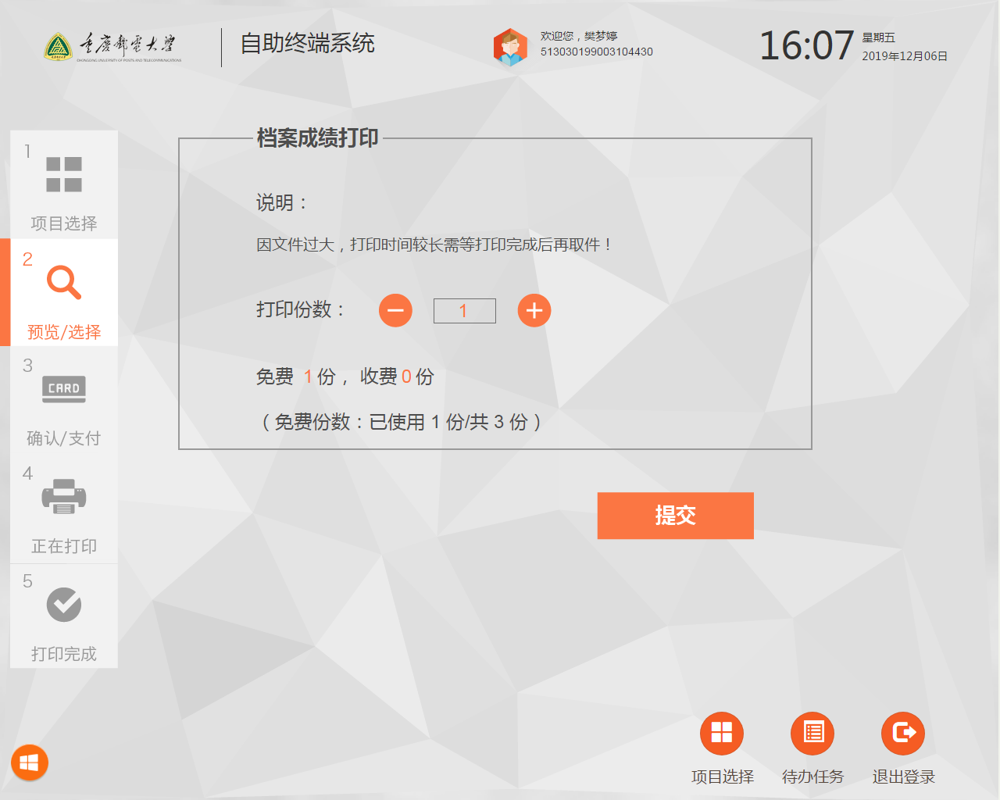 重庆邮电大学
CHONGQING UNIVERSITY OF POSTS AND TELECOMMUNICATIONS
自助终端系统
欢迎您，樊梦婷
513030199003104430
16:07
星期五
2019年12月06日
1
项目选择
2
预览/选择
3
CARD
确认/支付
4
正在打印
5
打印完成
档案成绩打印
说明：
因文件过大，打印时间较长需等打印完成后再取件！
打印份数： 1
免费 1 份， 收费 0 份
（免费份数：已使用 1 份/共 3 份）
提交
项目选择
待办任务
退出登录